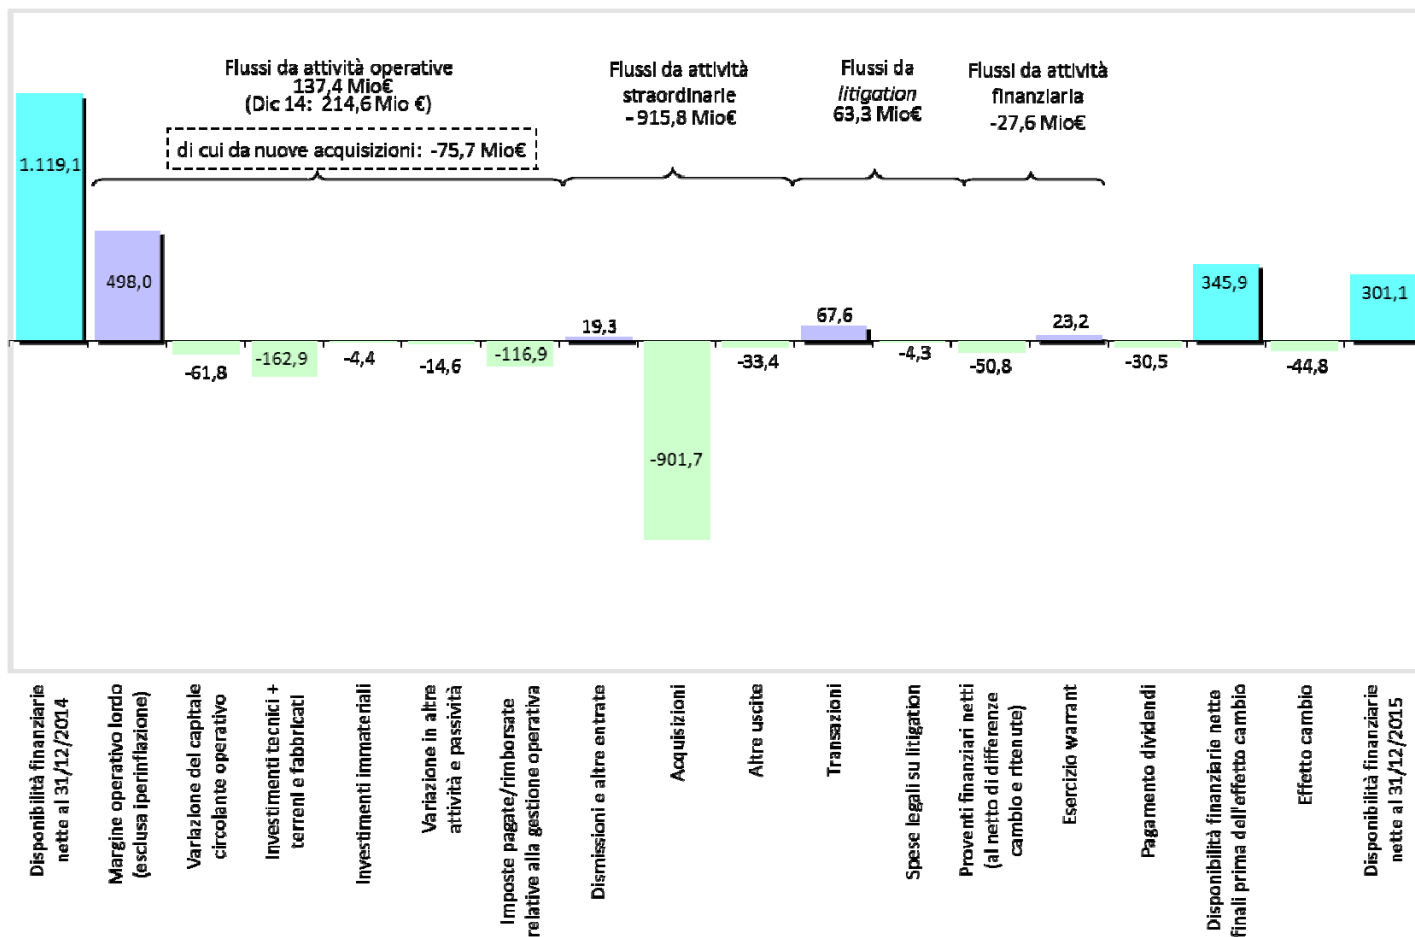 Flussi da attività operative
137,4 Mio€
(Dic 14: 214,6 Mio €)
di cui da nuove acquisizioni: -75,7 Mio€
Flussi da attività
straordinarie
- 915,8 Mio€
Flussi da
litigation
63,3 Mio€
Flussi da attività
finanziaria
-27,6 Mio€
1.119,1
498,0
-61,8
-162,9
-4,4
-14,6
-116,9
19,3
-901,7
-33,4
67,6
-4,3
-50,8
23,2
-30,5
345,9
-44,8
301,1
Disponibilità finanziarie
nette al 31/12/2014
Margine operativo lordo
(esclusa iperinflazione)
Variazione del capitale
circolante operativo
Investimenti tecnici +
terreni e fabbricati
Investimenti immateriali
Variazione in altre
attività e passività
Imposte pagate/rimborsate
relative alla gestione operativa
Dismissioni e altre entrate
Acquisizioni
Altre uscite
Transazioni
Spese legali su litigation
Proventi finanziari netti
(al netto di differenze
cambio e ritenute)
Esercizio warrant
Pagamento dividendi
Disponibilità finanziarie nette
finali prima dell'effetto cambio
Effetto cambio
Disponibilità finanziarie
nette al 31/12/2015